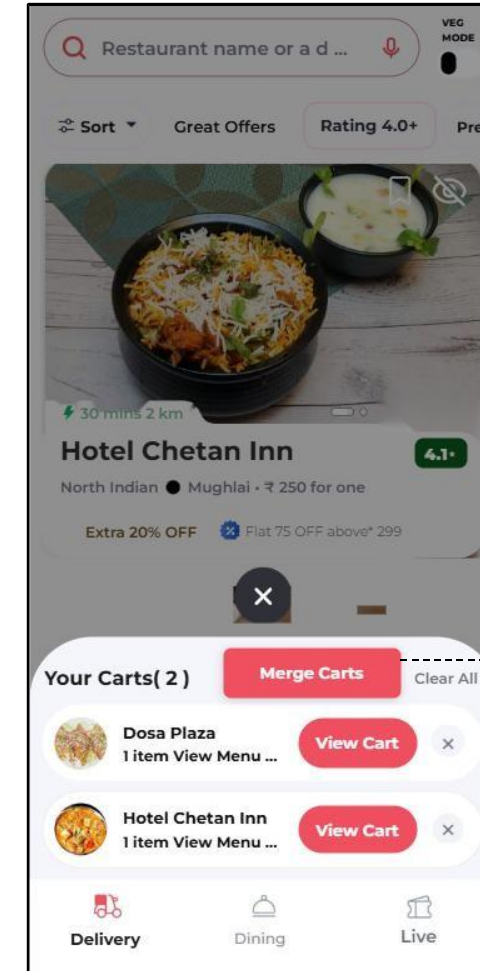 VEG
MODE
Restaurant name or a d ...
Sort Great Offers Rating 4.0+ Pre
30 mins 2 km
Hotel Chetan Inn 4.1
North Indian ● Mughlai • ₹ 250 for one
Extra 20% OFF Flat 75 OFF above* 299
Your Carts( 2 ) Merge Carts Clear All
Dosa Plaza
1 item View Menu ... View Cart
Hotel Chetan Inn
1 item View Menu ... View Cart
Delivery Dining Live